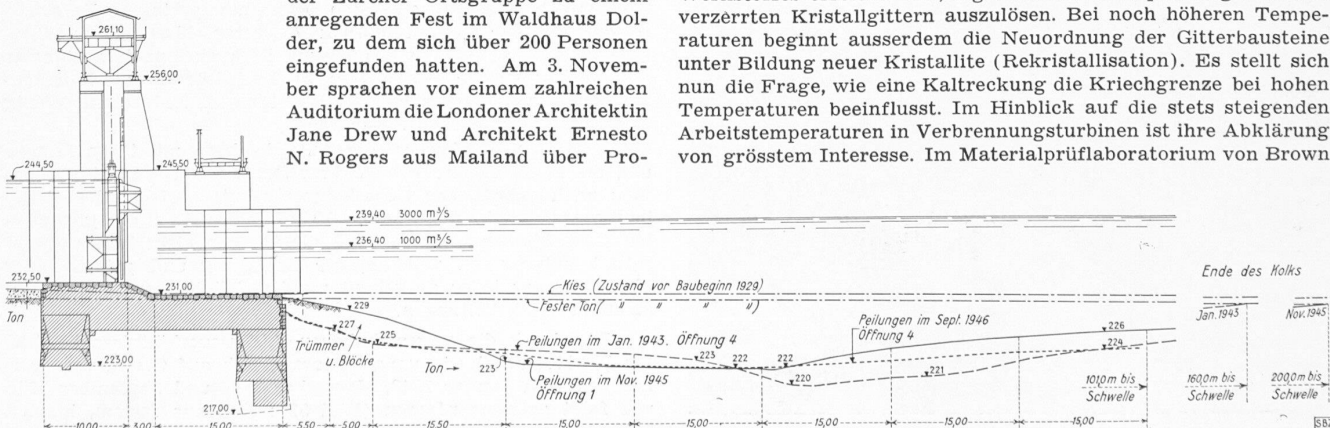 der Zürcher Ortsgruppe zu einem
anregenden Fest im Waldhaus Dol-
der, zu dem sich über 200 Personen
eingefunden hatten. Am 3. Novem-
ber sprachen vor einem zahlreichen
Auditorium die Londoner Architektin
Jane Drew und Architekt Ernesto
N. Rogers aus Mailand über Pro-
verzerrten Kristallgittern auszulösen. Bei noch höheren Tempe-
raturen beginnt ausserdem die Neuordnung der Gitterbausteine
unter Bildung neuer Kristallite (Rekristallisation). Es stellt sich
nun die Frage, wie eine Kaltreckung die Kriechgrenze bei hohen
Temperaturen beeinflusst. Im Hinblick auf die stets steigenden
Arbeitstemperaturen in Verbrennungsturbinen ist ihre Abklärung
von grösstem Interesse. Im Materialprüflaboratorium von Brown
261,10
256,00
244,50
245,50
239,40 3000 m³/s
236,40 1000 m³/s
232,50
231,00
Ton
Kies (Zustand vor Baubeginn 1929)
Fester Ton ( " " " " )
229
227
225
Trümmer
u. Blöcke
Ton
223
Peilungen im Jan. 1943. Öffnung 4
Peilungen im Nov. 1945
Öffnung 1
223
222
222
220
221
Peilungen im Sept. 1946
Öffnung 4
226
224
Ende des Kolks
Jan. 1943
Nov. 1945
101,0m bis
Schwelle
160,0m bis
Schwelle
200,0m bis
Schwelle
223,00
217,00
10,00 3,00 15,00 5,50 5,00 15,50 15,00 15,00 15,00 15,00 15,00
SBZ